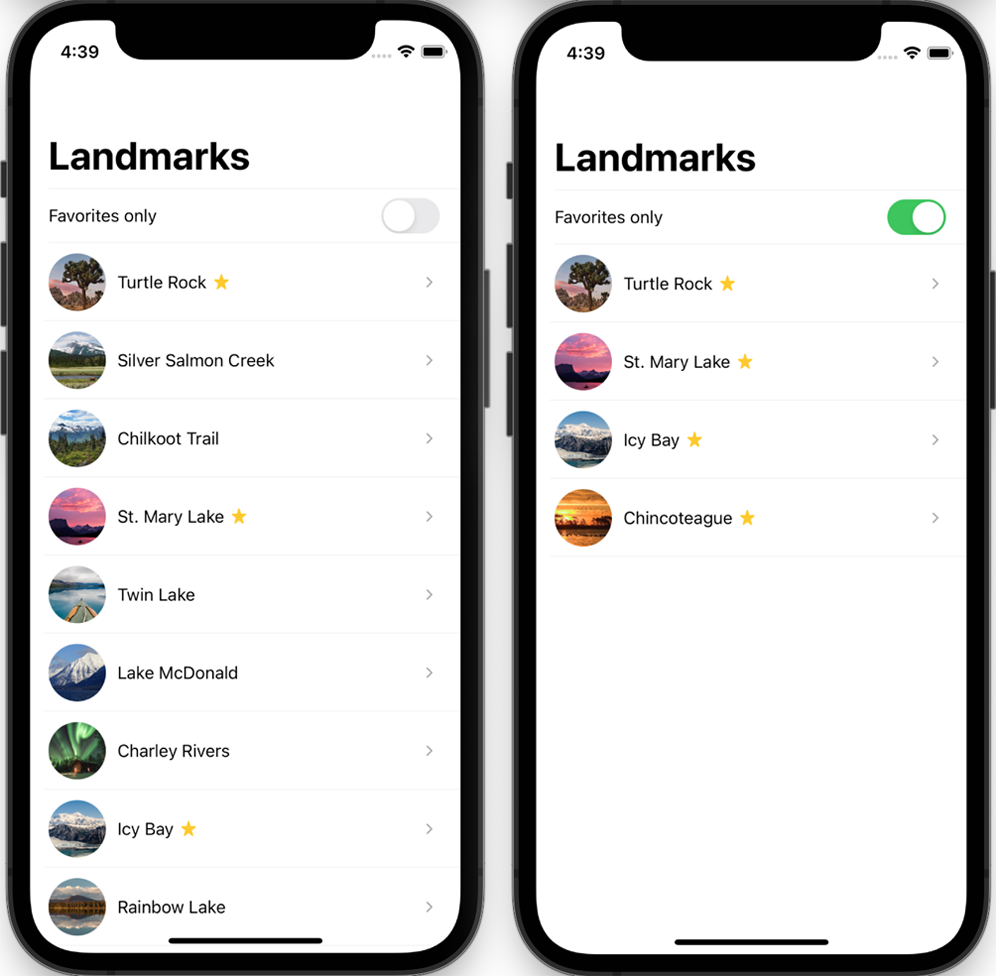 4:39
Landmarks
Favorites only
Turtle Rock
Silver Salmon Creek
Chilkoot Trail
St. Mary Lake
Twin Lake
Lake McDonald
Charley Rivers
Icy Bay
Rainbow Lake
4:39
Landmarks
Favorites only
Turtle Rock
St. Mary Lake
Icy Bay
Chincoteague